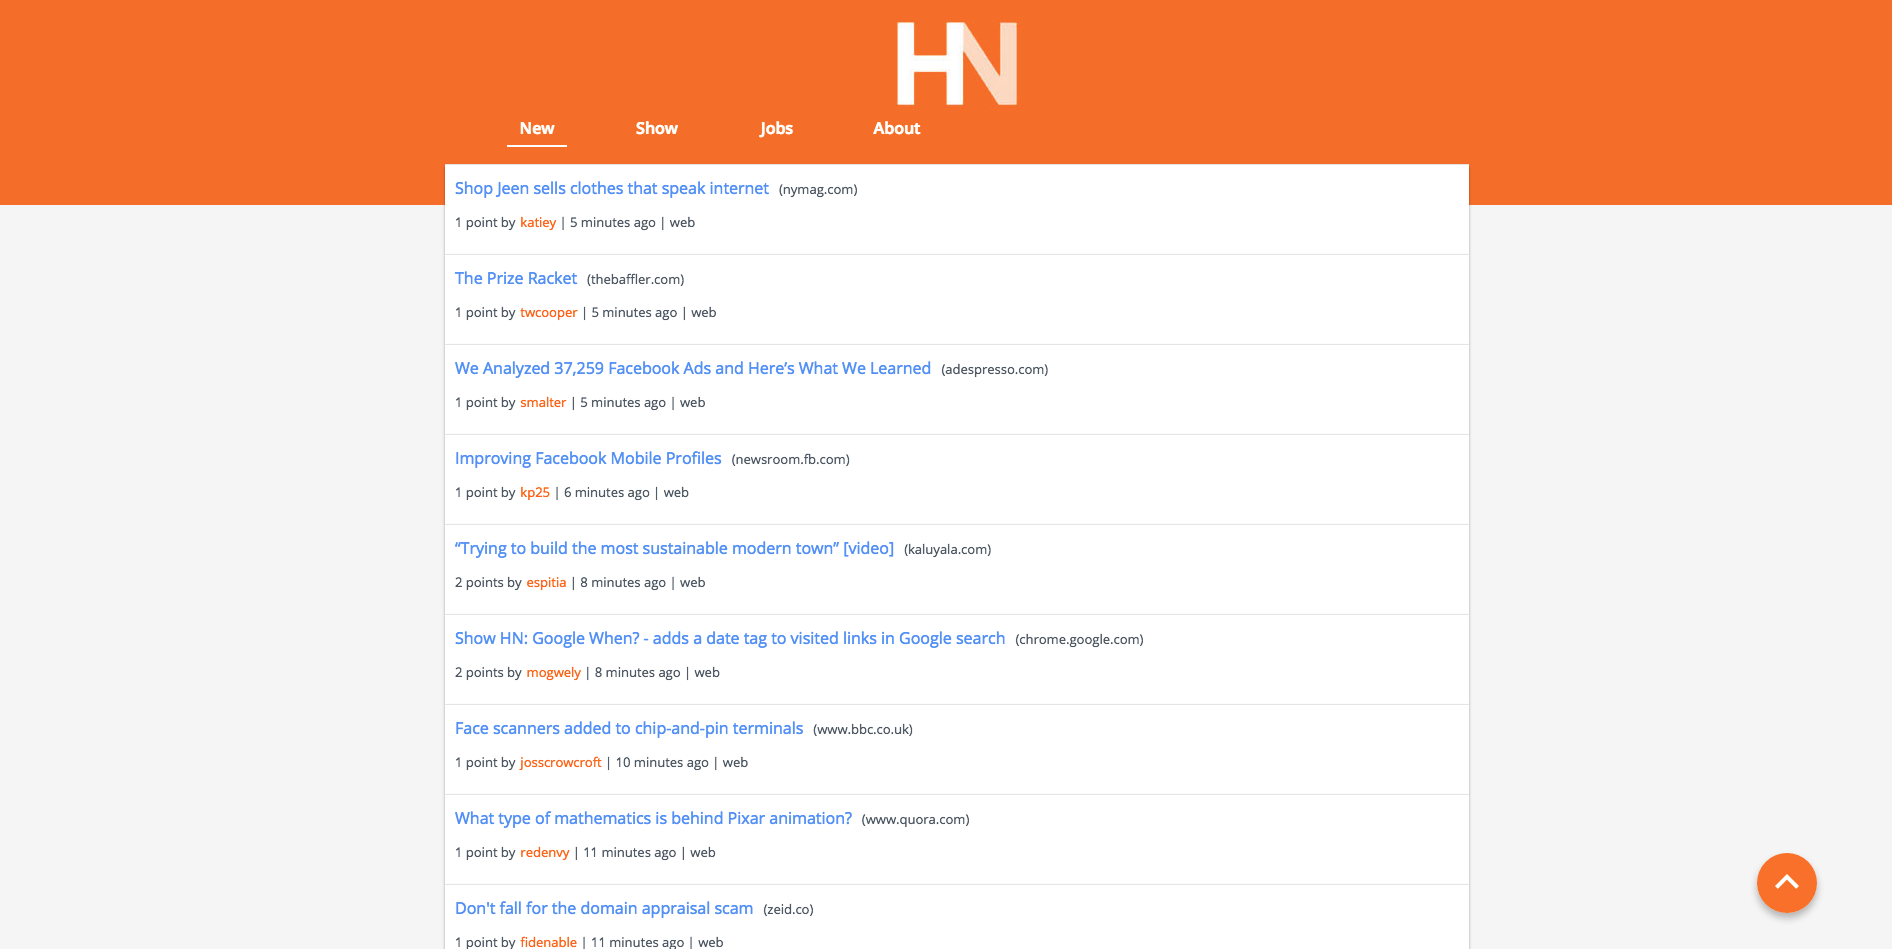 HN
New Show Jobs About
Shop Jeen sells clothes that speak internet (nymag.com)
1 point by katiey | 5 minutes ago | web
The Prize Racket (thebaffler.com)
1 point by twcooper | 5 minutes ago | web
We Analyzed 37,259 Facebook Ads and Here’s What We Learned (adespresso.com)
1 point by smalter | 5 minutes ago | web
Improving Facebook Mobile Profiles (newsroom.fb.com)
1 point by kp25 | 6 minutes ago | web
“Trying to build the most sustainable modern town” [video] (kaluyala.com)
2 points by espitia | 8 minutes ago | web
Show HN: Google When? - adds a date tag to visited links in Google search (chrome.google.com)
2 points by mogwely | 8 minutes ago | web
Face scanners added to chip-and-pin terminals (www.bbc.co.uk)
1 point by josscrowcroft | 10 minutes ago | web
What type of mathematics is behind Pixar animation? (www.quora.com)
1 point by redenvy | 11 minutes ago | web
Don't fall for the domain appraisal scam (zeid.co)
1 point by fidenable | 11 minutes ago | web